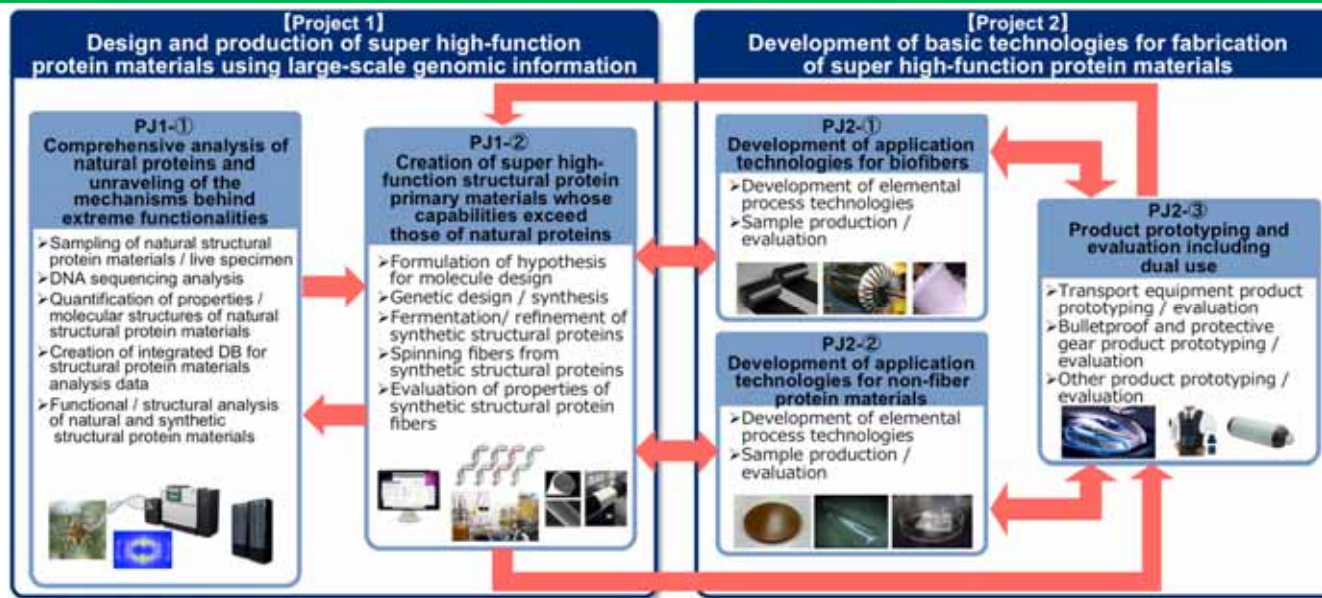 【Project 1】
Design and production of super high-function
protein materials using large-scale genomic information
PJ1-①
Comprehensive analysis of
natural proteins and
unraveling of the
mechanisms behind
extreme functionalities
➢Sampling of natural structural
protein materials / live specimen
➢DNA sequencing analysis
➢Quantification of properties /
molecular structures of natural
structural protein materials
➢Creation of integrated DB for
structural protein materials
analysis data
➢Functional / structural analysis
of natural and synthetic
structural protein materials
PJ1-②
Creation of super high-
function structural protein
primary materials whose
capabilities exceed
those of natural proteins
➢Formulation of hypothesis
for molecule design
➢Genetic design / synthesis
➢Fermentation/ refinement of
synthetic structural proteins
➢Spinning fibers from
synthetic structural proteins
➢Evaluation of properties of
synthetic structural protein
fibers
【Project 2】
Development of basic technologies for fabrication
of super high-function protein materials
PJ2-①
Development of application
technologies for biofibers
➢Development of elemental
process technologies
➢Sample production /
evaluation
PJ2-②
Development of application
technologies for non-fiber
protein materials
➢Development of elemental
process technologies
➢Sample production /
evaluation
PJ2-③
Product prototyping and
evaluation including
dual use
➢Transport equipment product
prototyping / evaluation
➢Bulletproof and protective
gear product prototyping /
evaluation
➢Other product prototyping /
evaluation